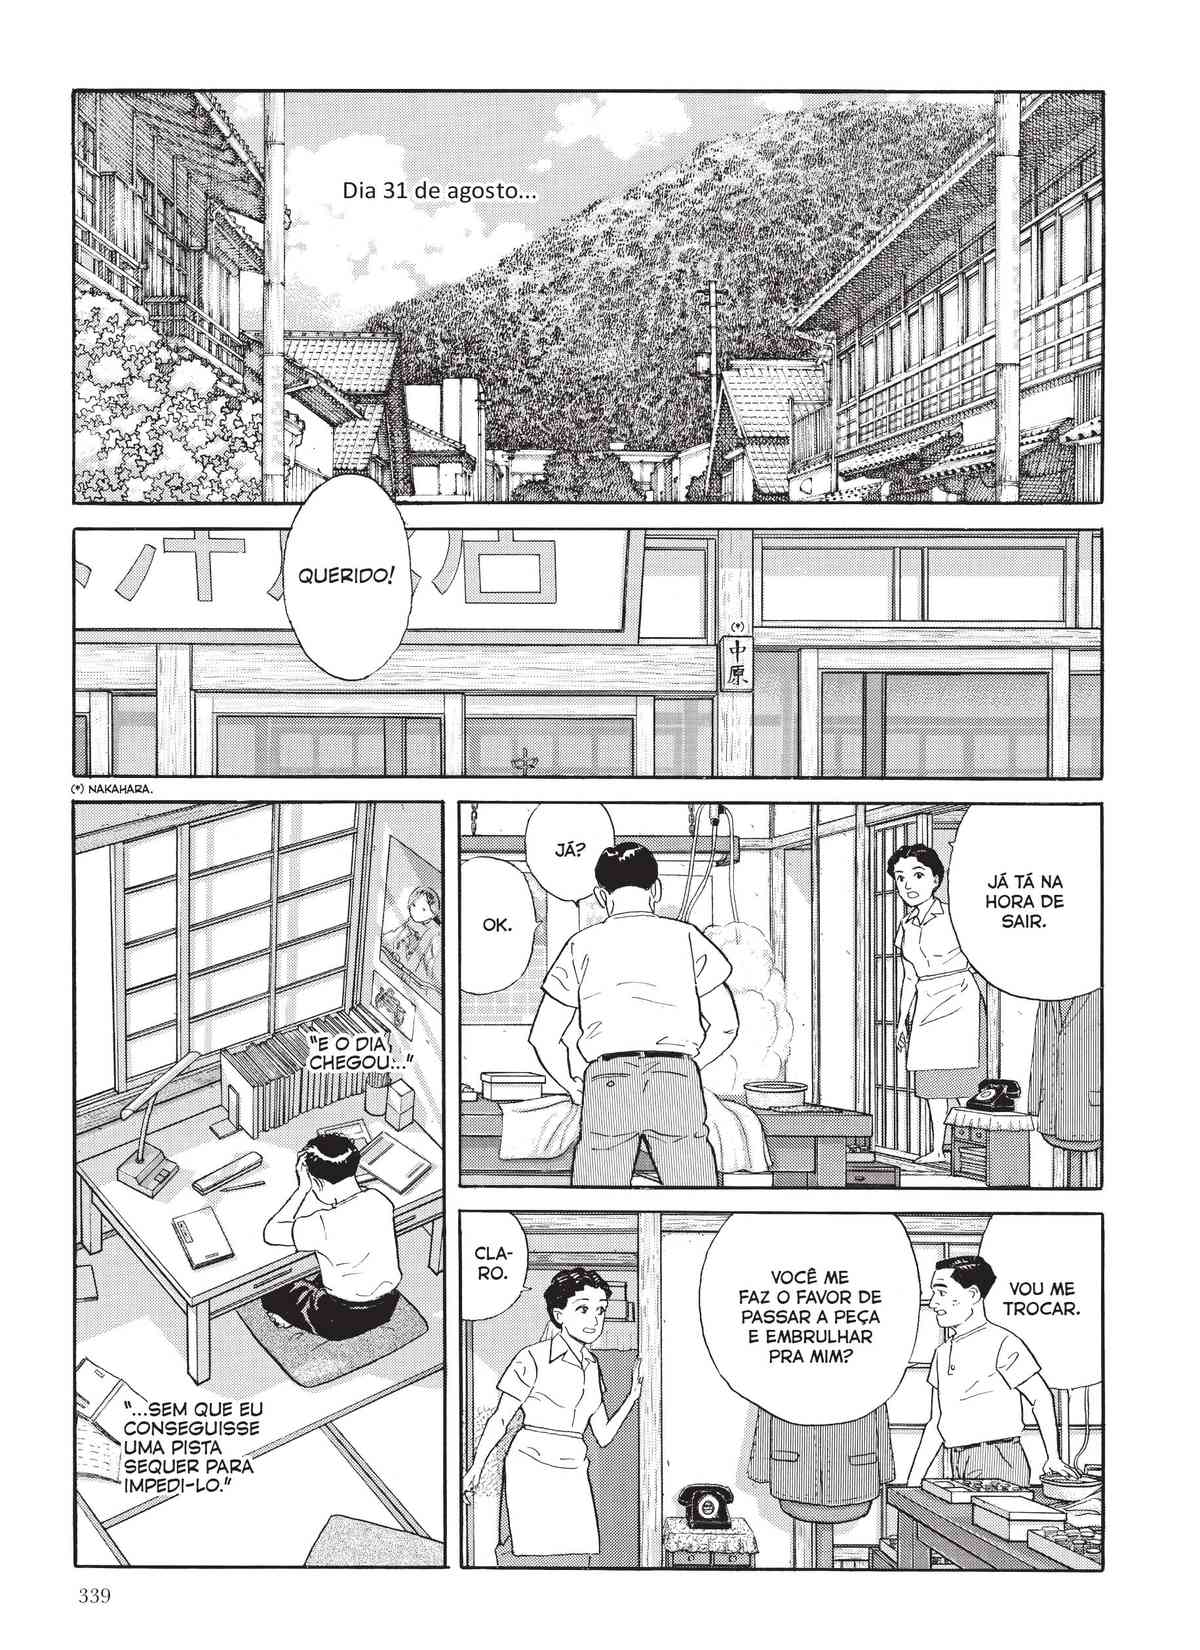 Dia 31 de agosto...
QUERIDO!
店
(*)
中原
(*) NAKAHARA.
JÁ TÁ NA
HORA DE
SAIR.
JÁ?
OK.
"E O DIA
CHEGOU..."
"...SEM QUE EU
CONSEGUISSE
UMA PISTA
SEQUER PARA
IMPEDI-LO."
VOU ME
TROCAR.
VOCÊ ME
FAZ O FAVOR DE
PASSAR A PEÇA
E EMBRULHAR
PRA MIM?
CLA-
RO.
339